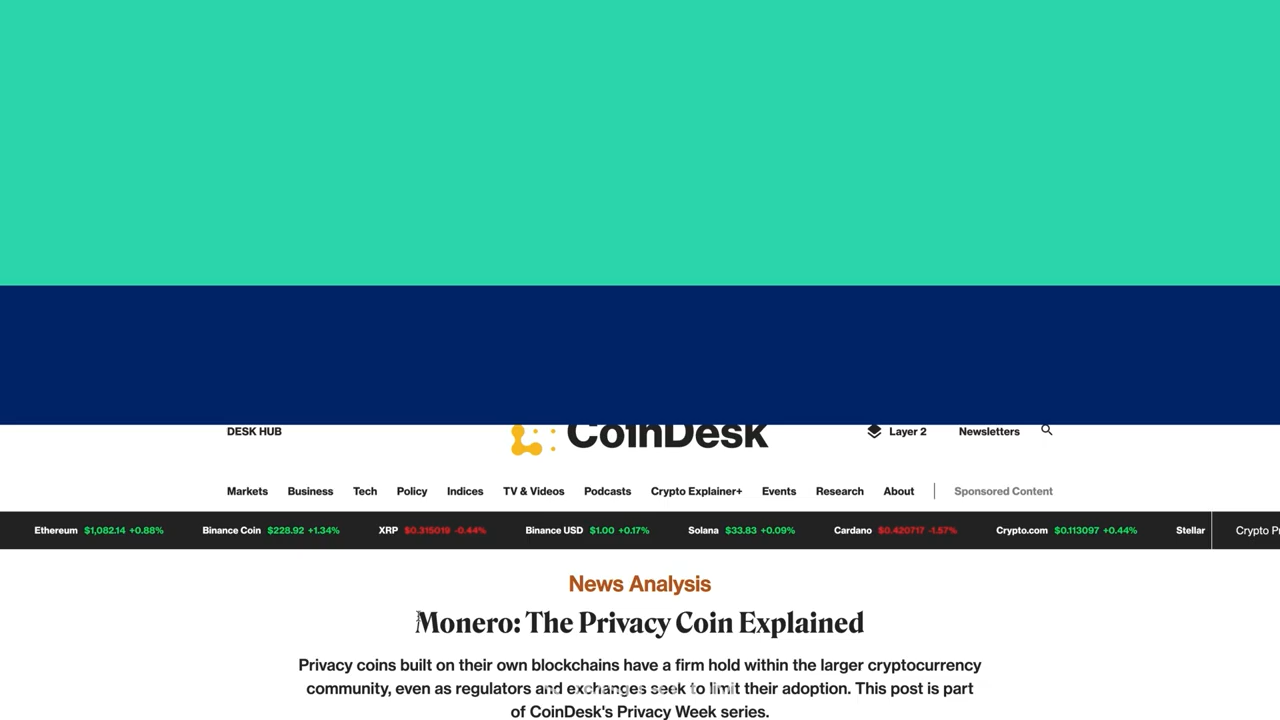 DESK HUB
CoinDesk
Layer 2
Newsletters
Markets Business Tech Policy Indices TV & Videos Podcasts Crypto Explainer+ Events Research About Sponsored Content
Ethereum $1,082.14 +0.88% Binance Coin $228.92 +1.34% XRP $0.315019 -0.44% Binance USD $1.00 +0.17% Solana $33.83 +0.09% Cardano $0.420717 -1.57% Crypto.com $0.113097 +0.44% Stellar Crypto
News Analysis
Monero: The Privacy Coin Explained
Privacy coins built on their own blockchains have a firm hold within the larger cryptocurrency
community, even as regulators and exchanges seek to limit their adoption. This post is part
of CoinDesk's Privacy Week series.